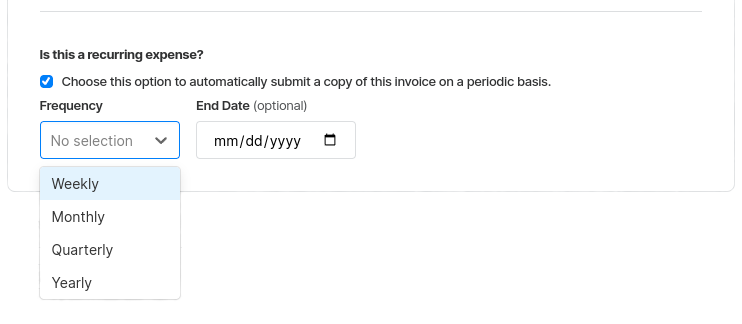 Is this a recurring expense?
Choose this option to automatically submit a copy of this invoice on a periodic basis.
Frequency
End Date (optional)
No selection
mm/dd/yyyy
Weekly
Monthly
Quarterly
Yearly